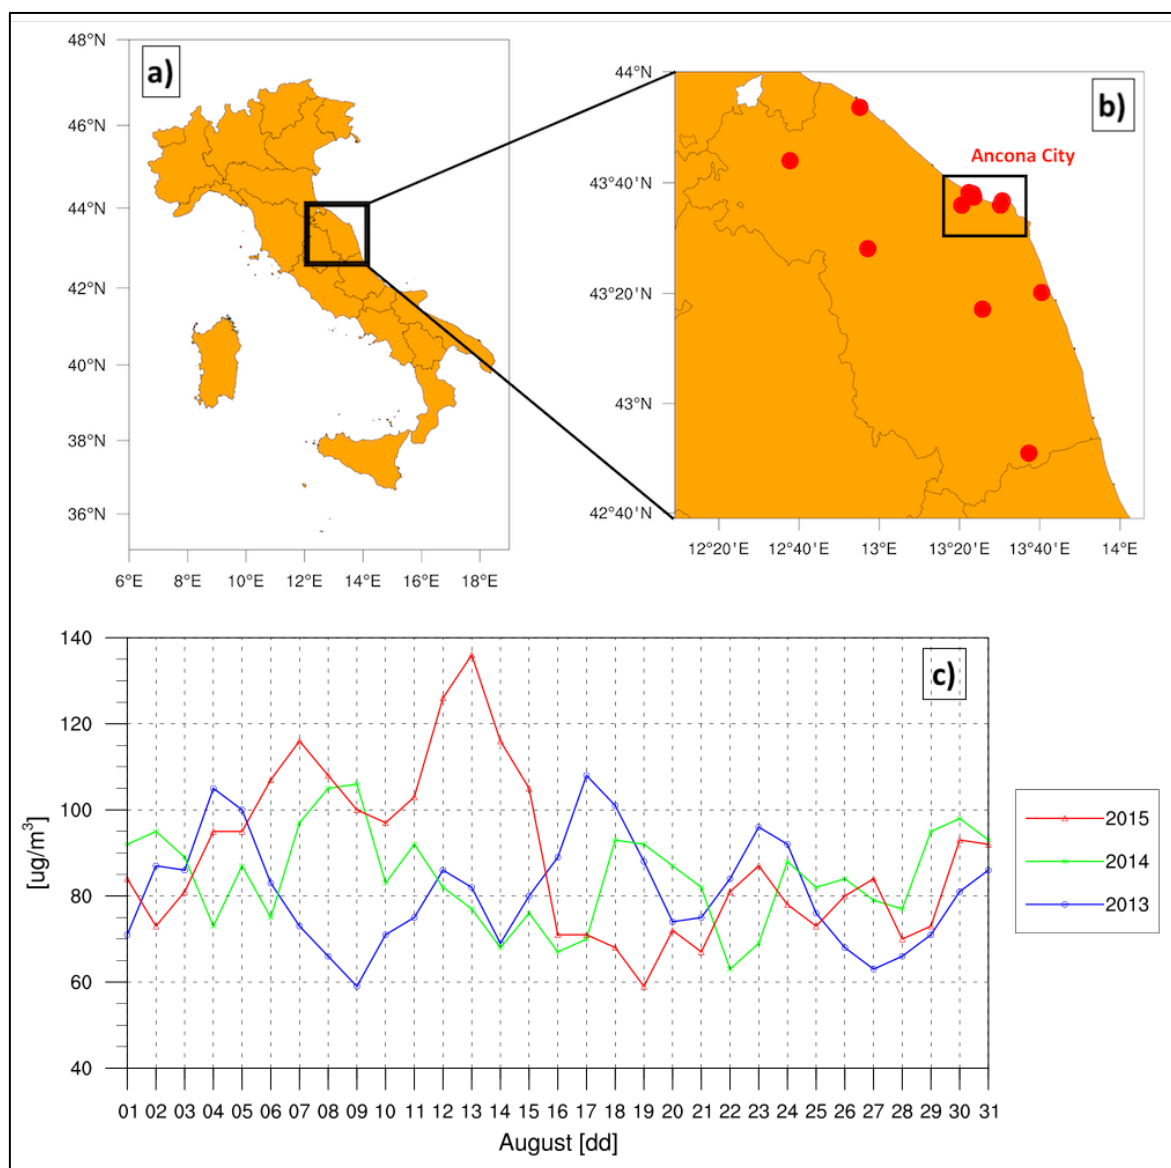 a)
48°N
46°N
44°N
42°N
40°N
38°N
36°N
6°E 8°E 10°E 12°E 14°E 16°E 18°E
b)
Ancona City
44°N
43°40'N
43°20'N
43°N
42°40'N
12°20'E 12°40'E 13°E 13°20'E 13°40'E 14°E
c)
140
120
100
80
60
40
[ug/m³]
01 02 03 04 05 06 07 08 09 10 11 12 13 14 15 16 17 18 19 20 21 22 23 24 25 26 27 28 29 30 31
August [dd]
2015
2014
2013